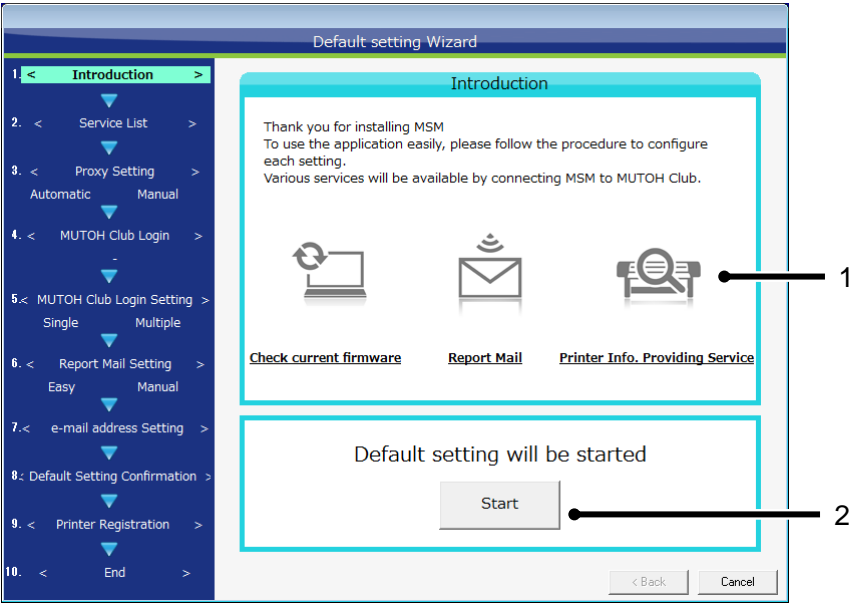 Default setting Wizard
1. < Introduction >
2. < Service List >
3. < Proxy Setting >
Automatic Manual
4. < MUTOH Club Login >
-
5.< MUTOH Club Login Setting >
Single Multiple
6. < Report Mail Setting >
Easy Manual
7.< e-mail address Setting >
8.< Default Setting Confirmation >
9. < Printer Registration >
10. < End >
Introduction
Thank you for installing MSM
To use the application easily, please follow the procedure to configure
each setting.
Various services will be available by connecting MSM to MUTOH Club.
Check current firmware Report Mail Printer Info. Providing Service
1
Default setting will be started
Start
2
< Back Cancel